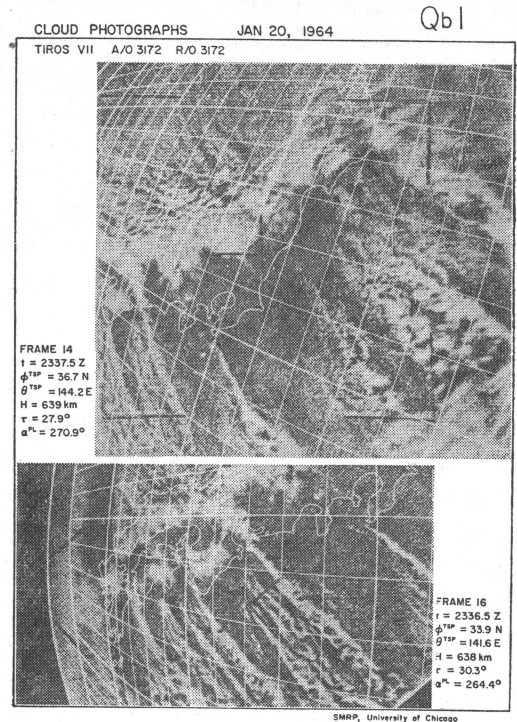 Qb1
CLOUD PHOTOGRAPHS JAN 20, 1964
TIROS VII A/O 3172 R/O 3172
FRAME 14
t = 2337.5 Z
ϕTSP = 36.7 N
θTSP = 144.2 E
H = 639 km
τ = 27.9°
αPL = 270.9°
FRAME 16
t = 2336.5 Z
ϕTSP = 33.9 N
θTSP = 141.6 E
H = 638 km
τ = 30.3°
αPL = 264.4°
SMRP, University of Chicago